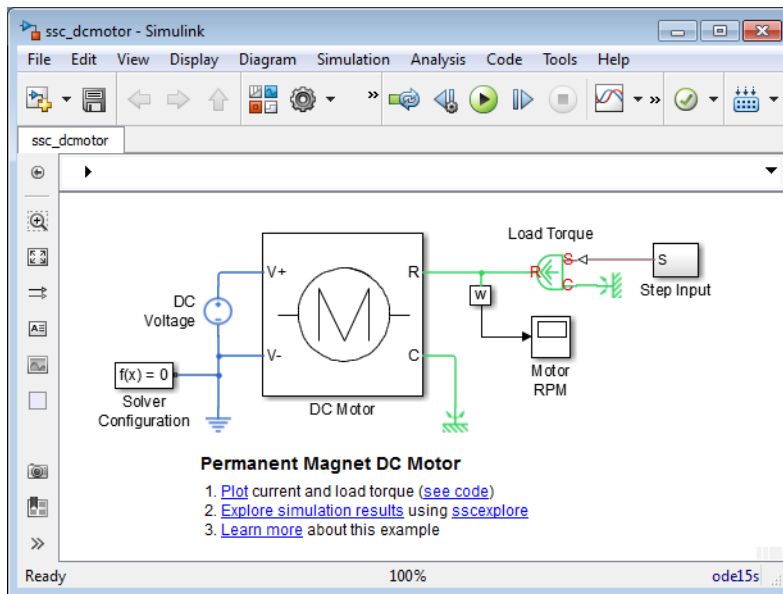 ssc_dcmotor - Simulink
File Edit View Display Diagram Simulation Analysis Code Tools Help
» »
ssc_dcmotor
A
Load Torque
V+
R
R
S
C
S
Step Input
DC
Voltage
M
w
V-
C
f(x) = 0
Solver
Configuration
DC Motor
Motor
RPM
Permanent Magnet DC Motor
1. Plot current and load torque (see code)
2. Explore simulation results using sscexplore
3. Learn more about this example
»
Ready 100% ode15s